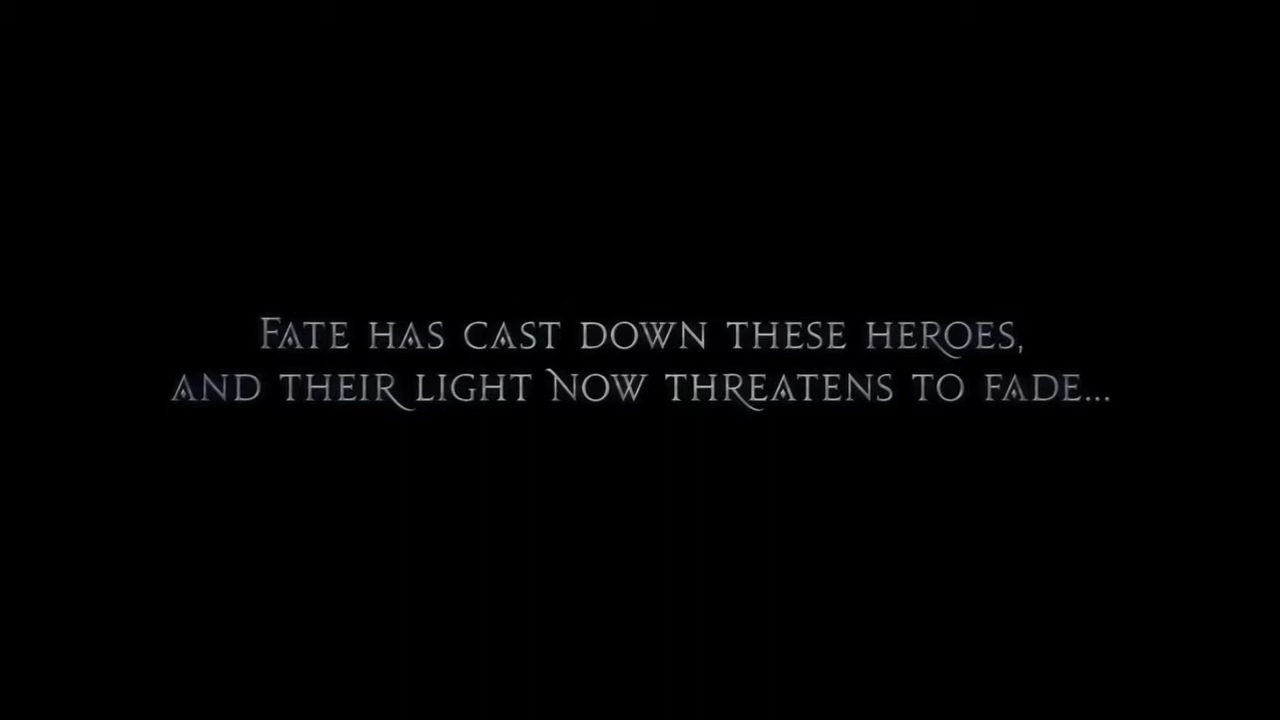 Fate has cast down these heroes,
and their light now threatens to fade...